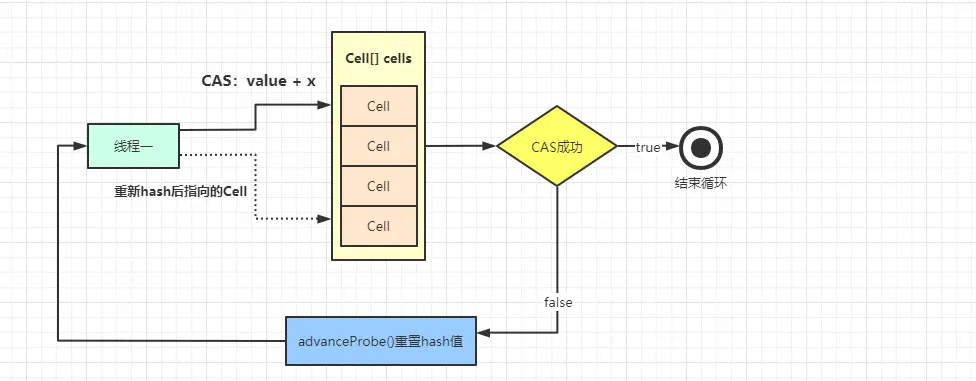 Cell[] cells
CAS：value + x
Cell
线程一
Cell
CAS成功
true
重新hash后指向的Cell
Cell
结束循环
Cell
false
advanceProbe()重置hash值